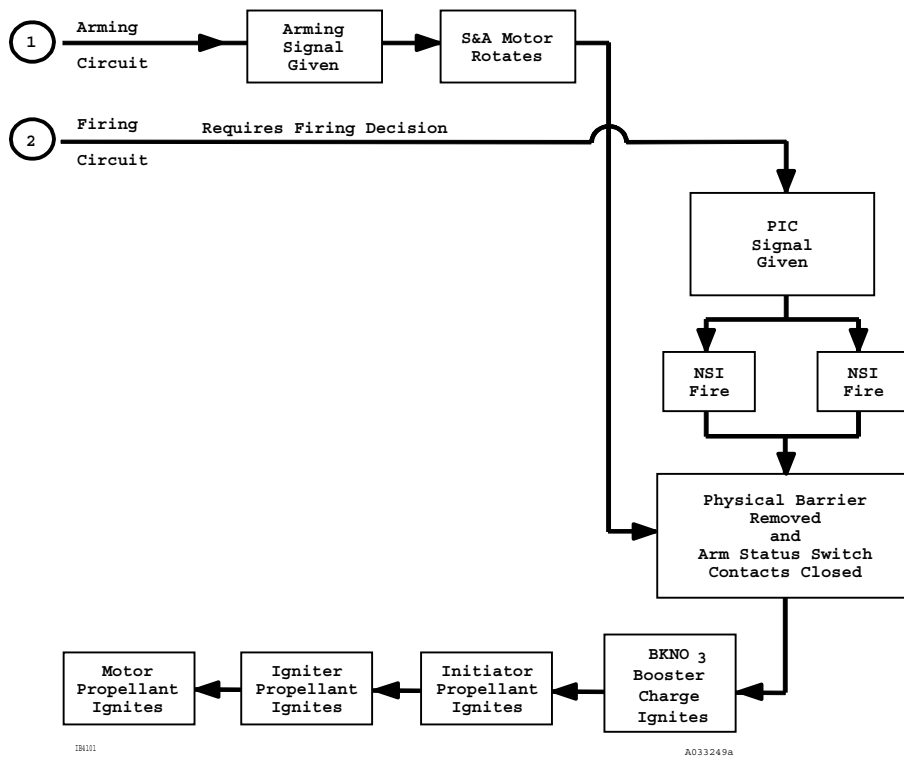 1
Arming
Circuit
Arming
Signal
Given
S&A Motor
Rotates
2
Firing
Circuit
Requires Firing Decision
PIC
Signal
Given
NSI
Fire
NSI
Fire
Physical Barrier
Removed
and
Arm Status Switch
Contacts Closed
BKNO 3
Booster
Charge
Ignites
Initiator
Propellant
Ignites
Igniter
Propellant
Ignites
Motor
Propellant
Ignites
IB4101
A033249a